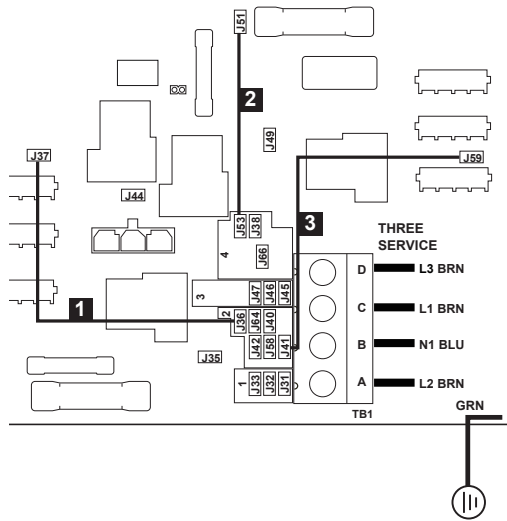 J51
2
J49
J37
J59
J44
J53
J38
3
THREE
SERVICE
4
J66
D
L3 BRN
3
J47
J46
J45
C
L1 BRN
1
2
J36
J64
J40
B
N1 BLU
J42
J58
J41
J35
1
J33
J32
J31
A
L2 BRN
TB1
GRN